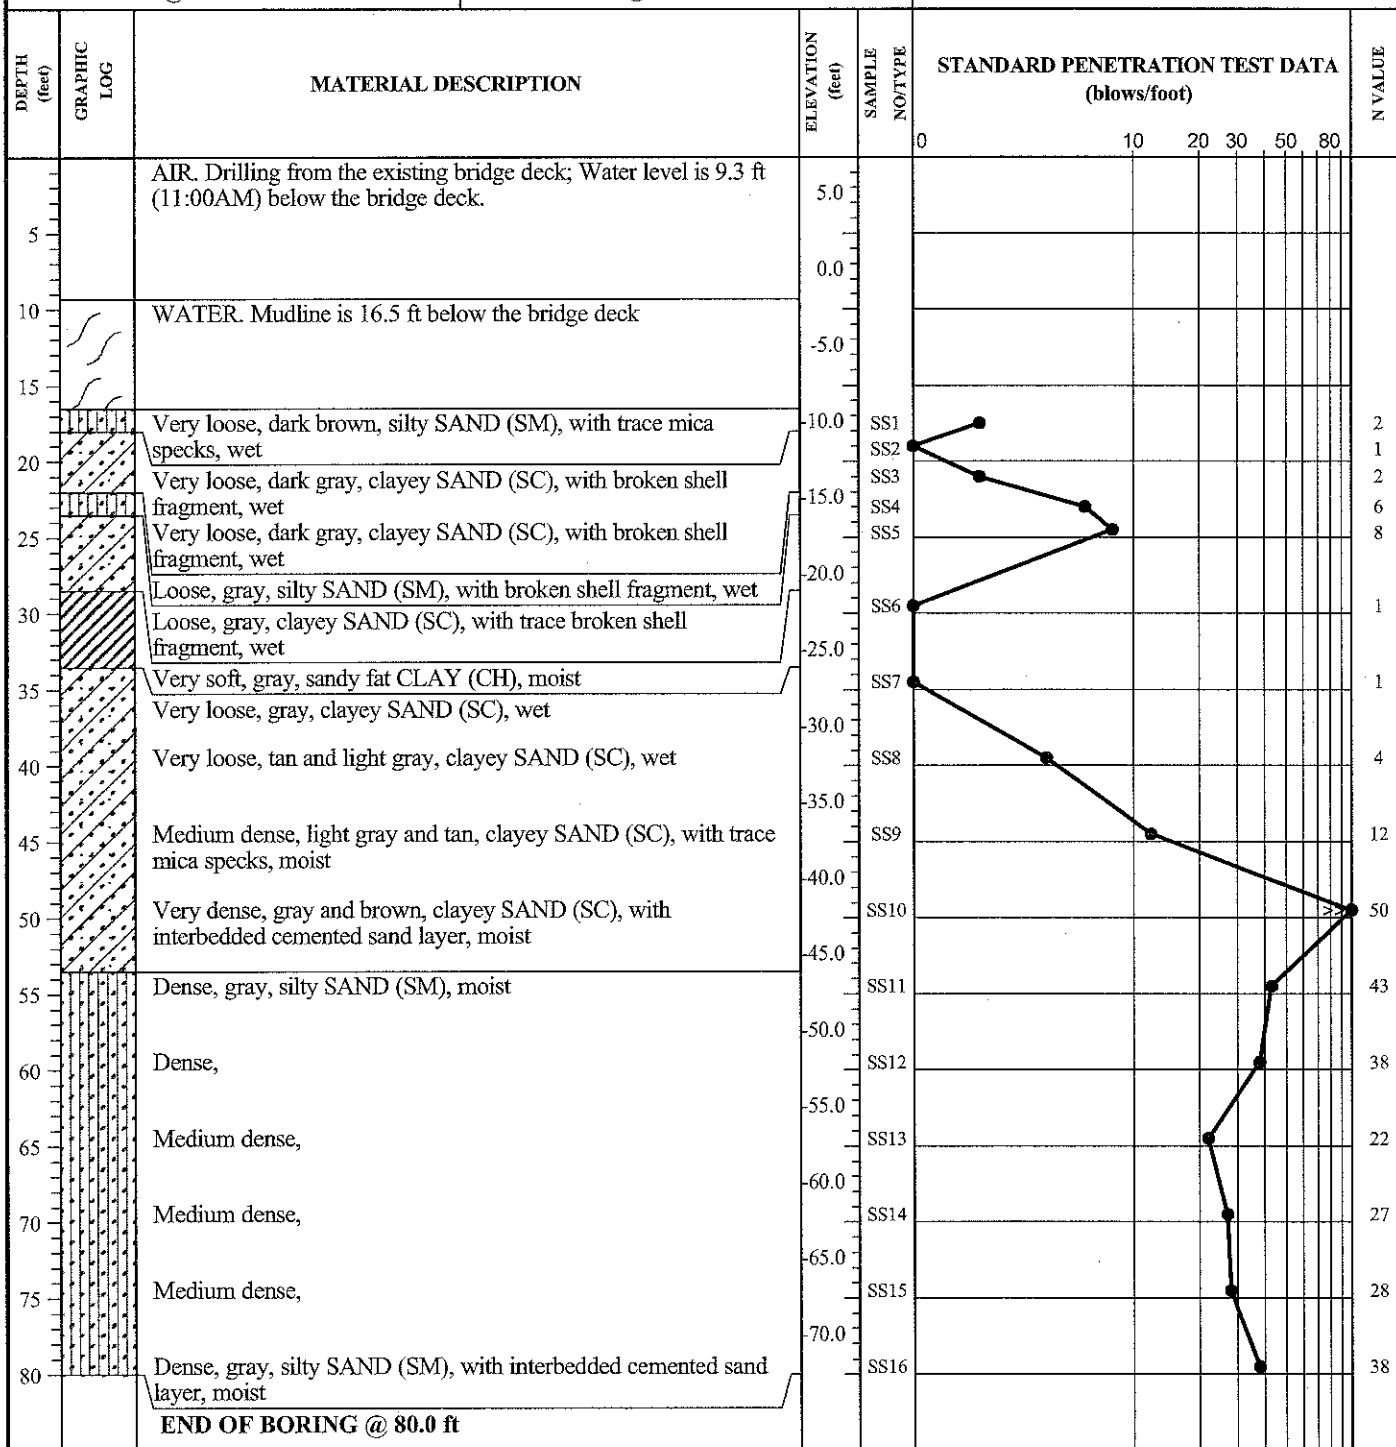 DEPTH
(feet)
GRAPHIC
LOG
MATERIAL DESCRIPTION
ELEVATION
(feet)
SAMPLE
NO/TYPE
STANDARD PENETRATION TEST DATA
(blows/foot)
N VALUE
0 10 20 30 50 80
AIR. Drilling from the existing bridge deck; Water level is 9.3 ft
(11:00AM) below the bridge deck.
5.0
5
0.0
10
WATER. Mudline is 16.5 ft below the bridge deck
-5.0
15
Very loose, dark brown, silty SAND (SM), with trace mica
specks, wet
-10.0
SS1 2
SS2 1
20
Very loose, dark gray, clayey SAND (SC), with broken shell
fragment, wet
-15.0
SS3 2
SS4 6
Very loose, dark gray, clayey SAND (SC), with broken shell
fragment, wet
SS5 8
25
Loose, gray, silty SAND (SM), with broken shell fragment, wet
-20.0
SS6 1
30
Loose, gray, clayey SAND (SC), with trace broken shell
fragment, wet
-25.0
Very soft, gray, sandy fat CLAY (CH), moist
SS7 1
35
Very loose, gray, clayey SAND (SC), wet
-30.0
Very loose, tan and light gray, clayey SAND (SC), wet
SS8 4
40
-35.0
Medium dense, light gray and tan, clayey SAND (SC), with trace
mica specks, moist
SS9 12
45
-40.0
Very dense, gray and brown, clayey SAND (SC), with
interbedded cemented sand layer, moist
SS10 >> 50
50
-45.0
Dense, gray, silty SAND (SM), moist
SS11 43
55
-50.0
Dense,
SS12 38
60
-55.0
Medium dense,
SS13 22
65
-60.0
Medium dense,
SS14 27
70
-65.0
Medium dense,
SS15 28
75
-70.0
Dense, gray, silty SAND (SM), with interbedded cemented sand
layer, moist
SS16 38
80
END OF BORING @ 80.0 ft